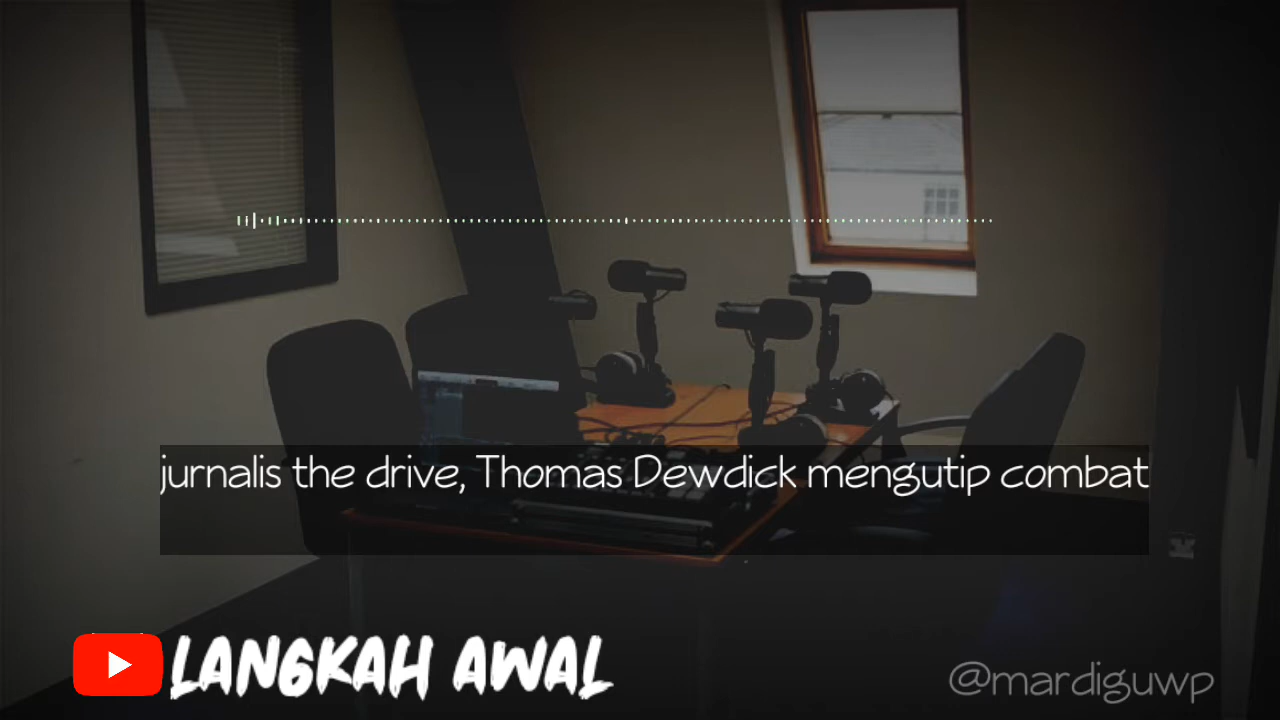 jurnalis the drive, Thomas Dewdick mengutip combat
LANGKAH AWAL
@mardiguwp